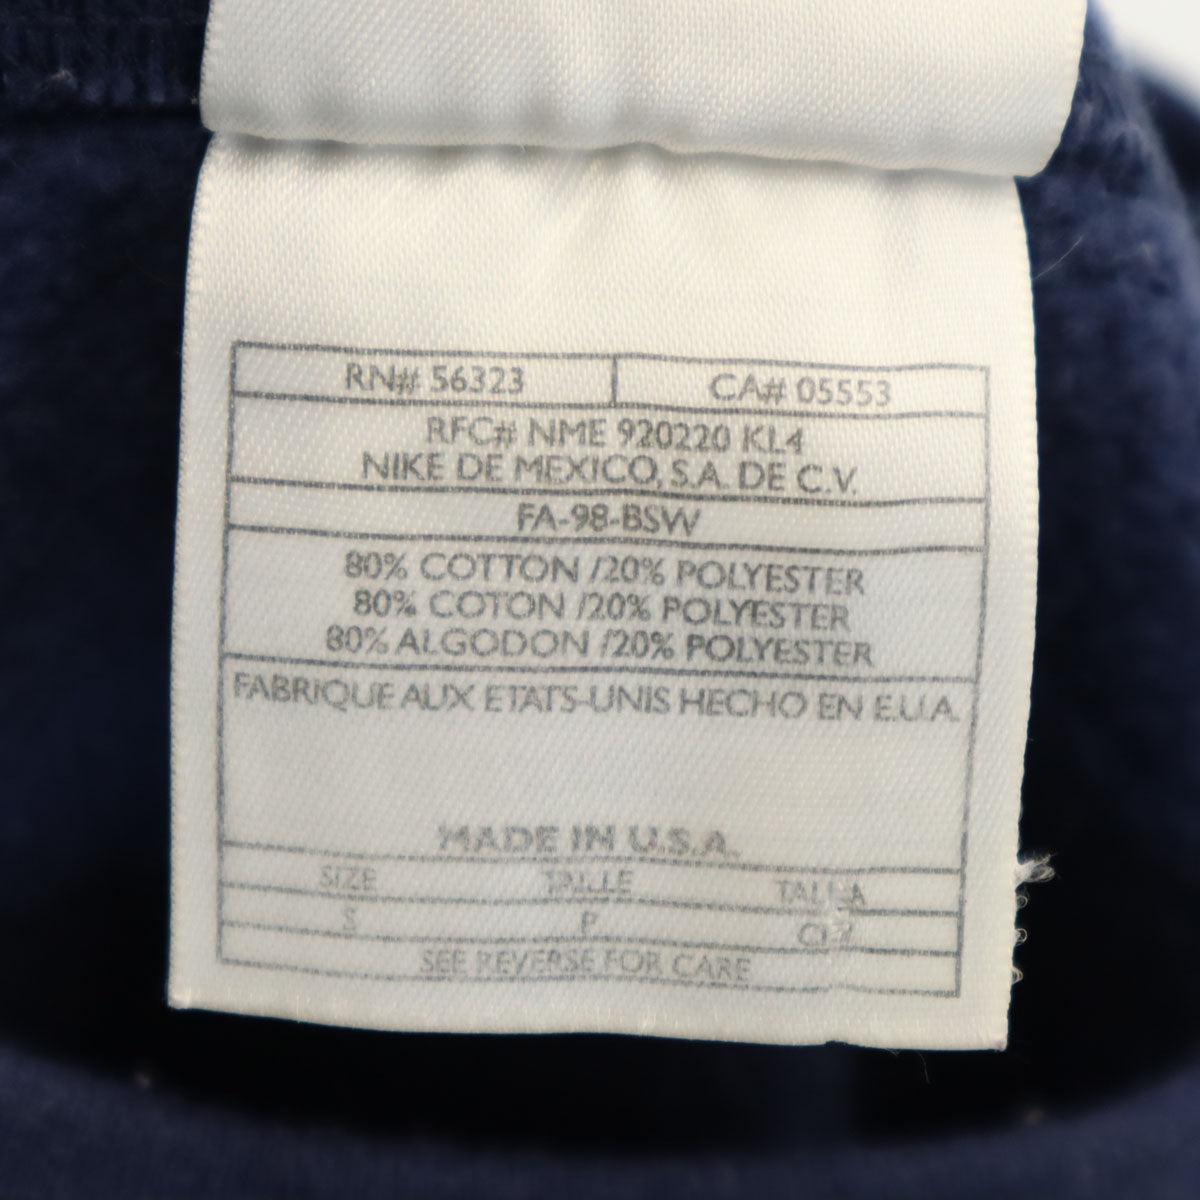 RN# 56323 CA# 05553
RFC# NME 920220 KL4
NIKE DE MEXICO, S.A. DE C.V.
FA-98-BSW
80% COTTON /20% POLYESTER
80% COTON /20% POLYESTER
80% ALGODON /20% POLYESTER
FABRIQUE AUX ETATS-UNIS HECHO EN E.U.A.
MADE IN U.S.A.
SIZE TAILLE TALLA
S P
SEE REVERSE FOR CARE